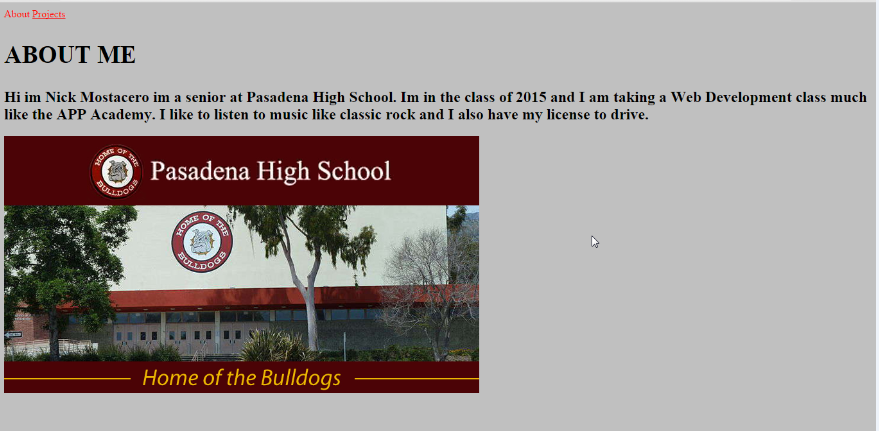 About Projects
ABOUT ME
Hi im Nick Mostacero im a senior at Pasadena High School. Im in the class of 2015 and I am taking a Web Development class much
like the APP Academy. I like to listen to music like classic rock and I also have my license to drive.
HOME OF THE
BULLDOGS
Pasadena High School
HOME OF THE
BULLDOGS
Home of the Bulldogs